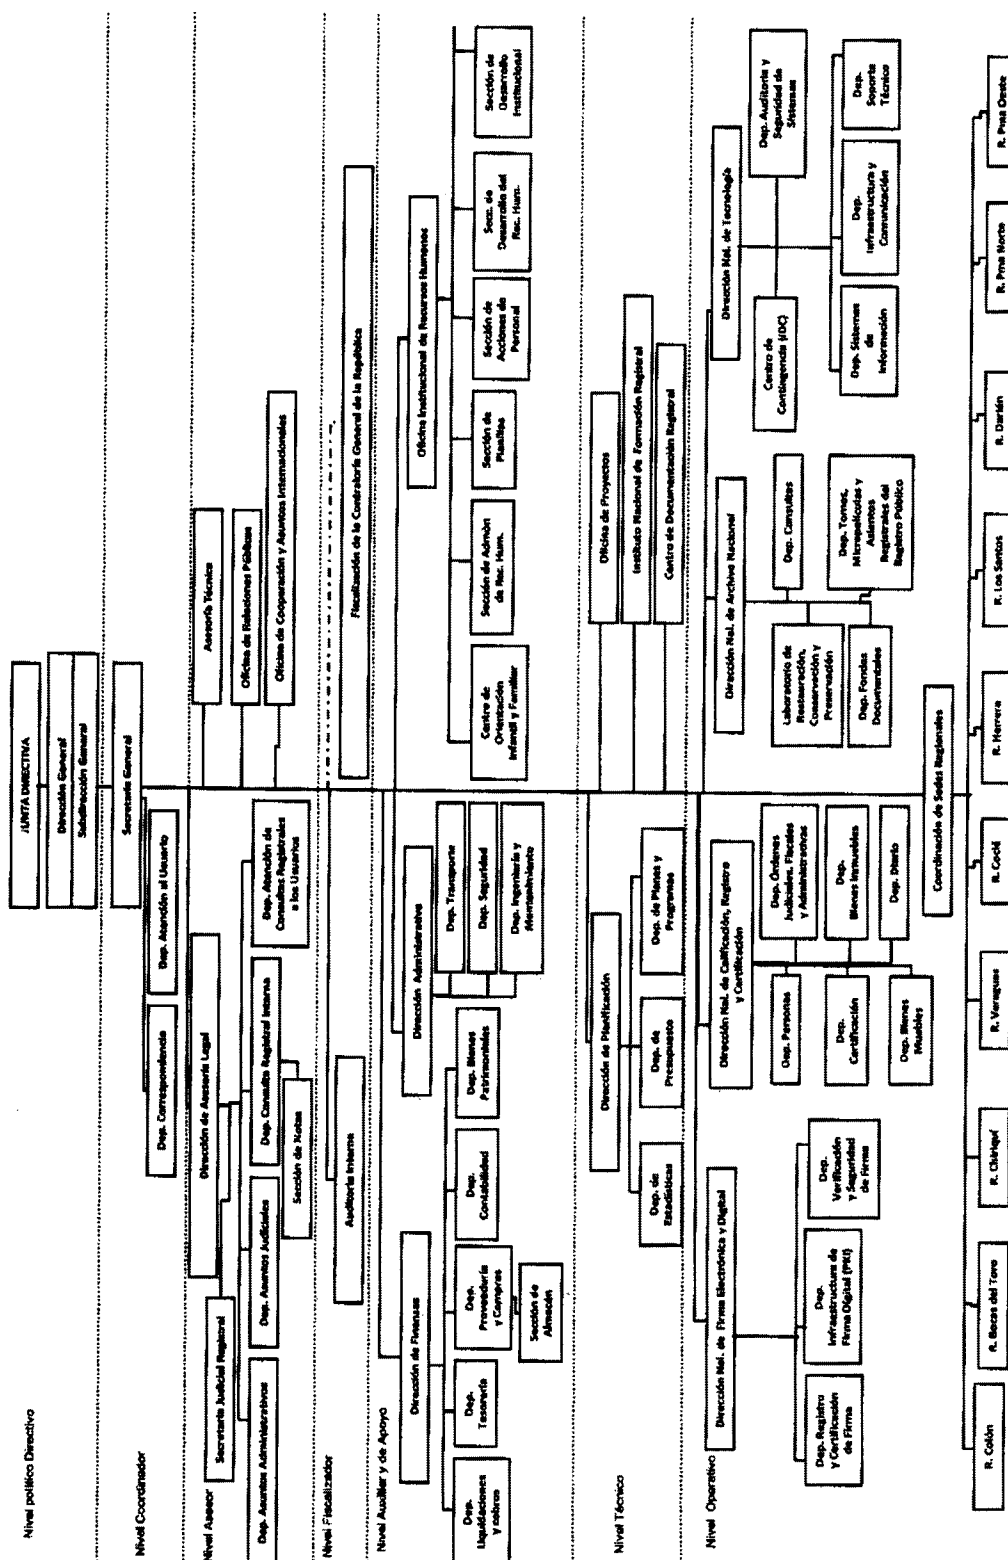 Nivel político Directivo
JUNTA DIRECTIVA
Dirección General
Subdirección General
Nivel Coordinador
Secretaría General
Dep. Correspondencia
Dep. Atención al Usuario
Nivel Asesor
Dirección de Asesoría Legal
Asesoría Técnica
Secretaría Judicial Registral
Oficina de Relaciones Públicas
Dep. Asuntos Administrativos
Dep. Asuntos Judiciales
Dep. Consulta Registral Interna
Dep. Atención de
Consultas Registrales
a los Usuarios
Oficina de Cooperación y Asuntos Internacionales
Sección de Notas
Nivel Fiscalizador
Auditoría Interna
Fiscalización de la Contraloría General de la República
Nivel Auxiliar y de Apoyo
Dirección de Finanzas
Dirección Administrativa
Oficina Institucional de Recursos Humanos
Dep.
Liquidaciones
y cobros
Dep.
Tesorería
Dep.
Proveeduría
y Compras
Dep.
Contabilidad
Dep. Bienes
Patrimoniales
Sección de
Almacén
Dep. Transporte
Dep. Seguridad
Dep. Ingeniería y
Mantenimiento
Centro de
Orientación
Infantil y Familiar
Sección de Admón
de Rec. Hum.
Sección de
Planillas
Sección de
Acciones de
Personal
Secc. de
Desarrollo del
Rec. Hum.
Sección de
Desarrollo
Institucional
Nivel Técnico
Dirección de Planificación
Oficina de Proyectos
Instituto Nacional de Formación Registral
Centro de Documentación Registral
Dep. de
Estadísticas
Dep. de
Presupuesto
Dep. de Planes y
Programas
Nivel Operativo
Dirección Nal. de Firma Electrónica y Digital
Dirección Nal. de Calificación, Registro
y Certificación
Dirección Nal. de Archivo Nacional
Dirección Nal. de Tecnología
Dep. Registro
y Certificación
de Firma
Dep.
Infraestructura de
Firma Digital (PKI)
Dep.
Verificación
y Seguridad
de Firma
Dep. Personas
Dep. Órdenes
Judiciales, Fiscales
y Administrativas
Dep.
Certificación
Dep.
Bienes Inmuebles
Dep. Bienes
Muebles
Dep. Diario
Laboratorio de
Restauración,
Conservación y
Preservación
Dep. Consultas
Dep. Fondos
Documentales
Dep. Tomos,
Micropelículas y
Asientos
Registrales del
Registro Público
Centro de
Contingencia (IDC)
Dep. Auditoría y
Seguridad de
Sistemas
Dep. Sistemas
de
Información
Dep.
Infraestructura y
Comunicación
Dep.
Soporte
Técnico
Coordinación de Sedes Regionales
R. Colón
R. Bocas del Toro
R. Chiriquí
R. Veraguas
R. Coclé
R. Herrera
R. Los Santos
R. Darién
R. Pma Norte
R. Pma Oeste